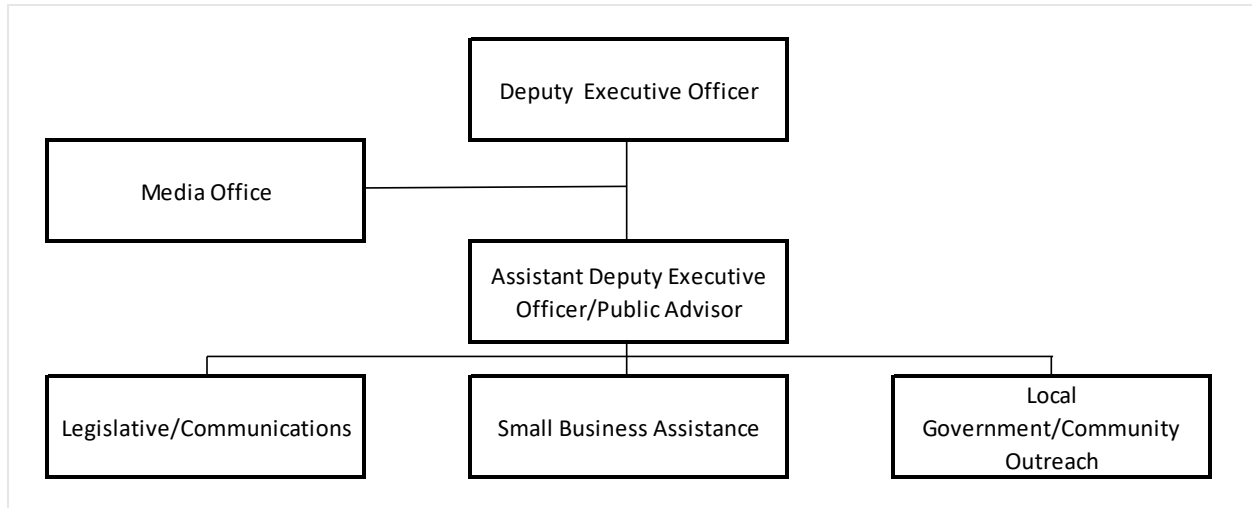 Deputy  Executive Officer
Media Office
Assistant Deputy Executive
Officer/Public Advisor
Legislative/Communications
Small Business Assistance
Local
Government/Community
Outreach